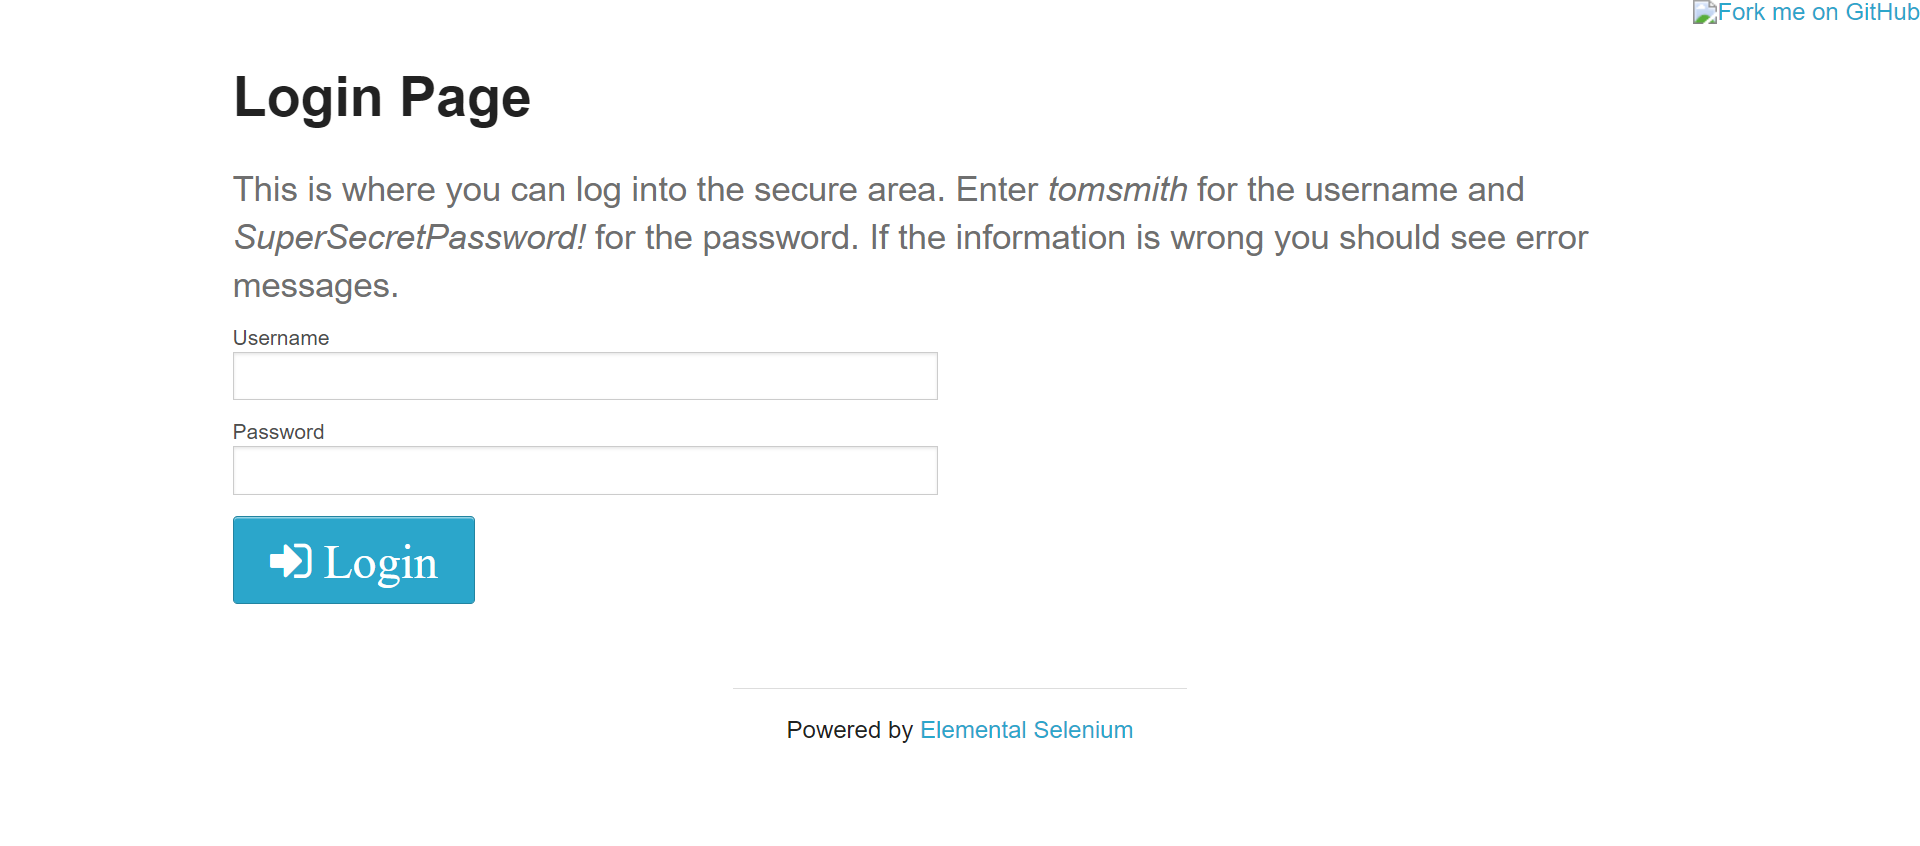 Fork me on GitHub
Login Page
This is where you can log into the secure area. Enter tomsmith for the username and
SuperSecretPassword! for the password. If the information is wrong you should see error
messages.
Username
Password
Login
Powered by Elemental Selenium